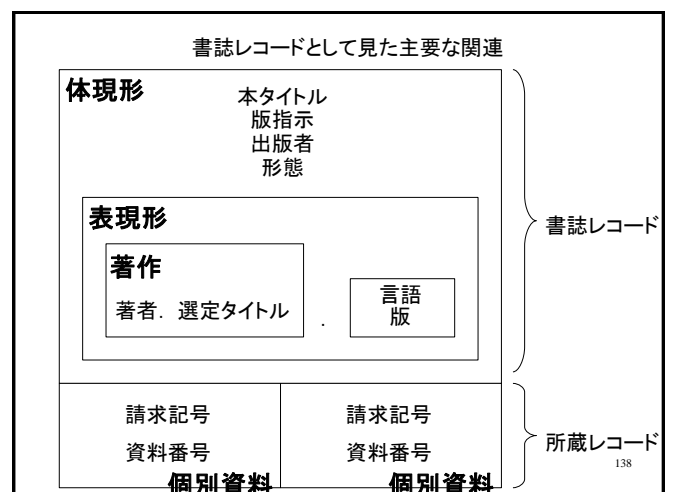 書誌レコードとして見た主要な関連
体現形
本タイトル
版指示
出版者
形態
表現形
著作
著者. 選定タイトル
.
言語
版
書誌レコード
請求記号
資料番号
個別資料
請求記号
資料番号
個別資料
所蔵レコード
138